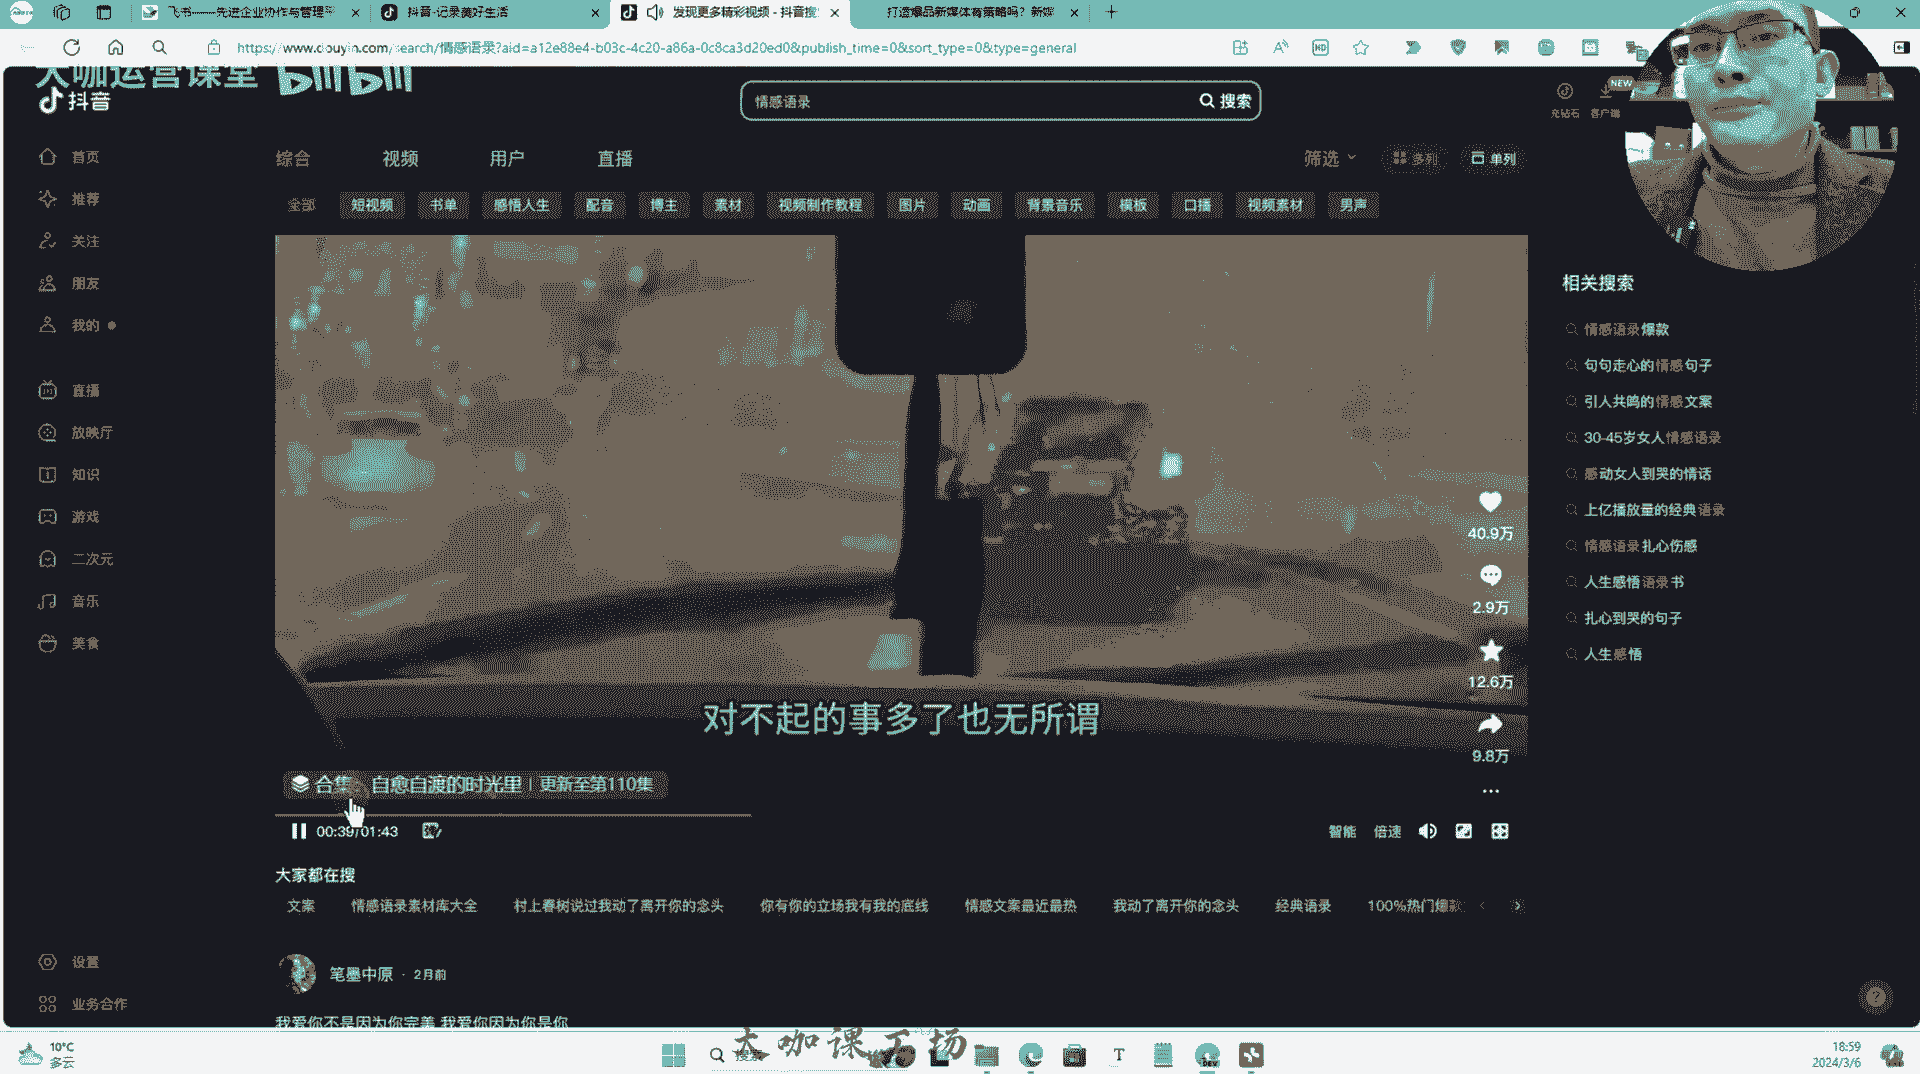 飞书——先进企业协作与管理平
抖音-记录美好生活
发现更多精彩视频 - 抖音搜
打造爆品新媒体有策略吗？新媒
https://www.douyin.com/search/情感语录?aid=a12e88e4-b03c-4c20-a86a-0c8ca3d20ed0&publish_time=0&sort_type=0&type=general
大咖运营课堂 bilibili
抖音
情感语录
搜索
充钻石
客户端
NEW
首页
推荐
关注
朋友
我的
直播
放映厅
知识
游戏
二次元
音乐
美食
设置
业务合作
综合 视频 用户 直播
筛选 多列 单列
全部 短视频 书单 感悟人生 配音 博主 素材 视频制作教程 图片 动画 背景音乐 模板 口播 视频素材 男声
40.9万
2.9万
12.6万
9.8万
对不起的事多了也无所谓
合集 自愈自渡的时光里 | 更新至第110集
00:39/01:43
智能 倍速
大家都在搜
文案 情感语录素材库大全 村上春树说过我动了离开你的念头 你有你的立场我有我的底线 情感文案最近最热 我动了离开你的念头 经典语录 100%热门爆款
笔墨中原 · 2月前
我爱你不是因为你完美 我爱你因为你是你
相关搜索
情感语录爆款
句句走心的情感句子
引人共鸣的情感文案
30-45岁女人情感语录
感动女人到哭的情话
上亿播放量的经典语录
情感语录扎心伤感
人生感悟语录书
扎心到哭的句子
人生感悟
10°C
多云
搜索
大咖课工场
18:59
2024/3/6